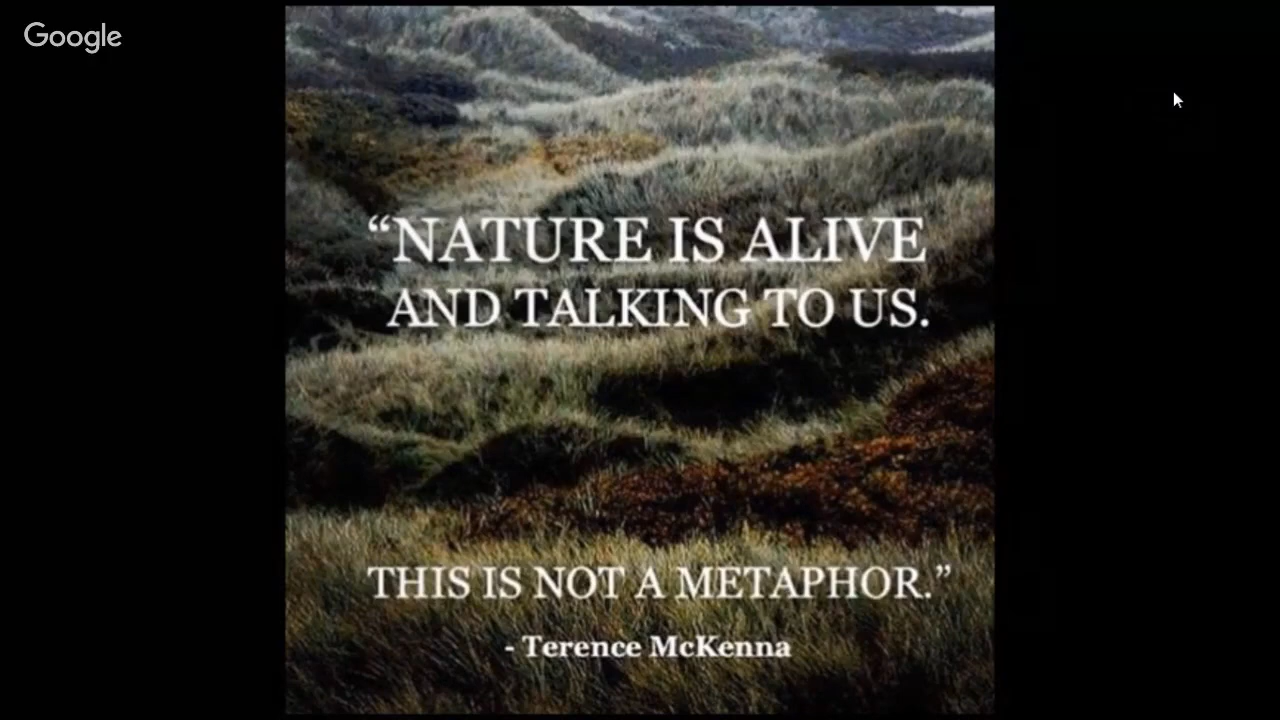 Google
“NATURE IS ALIVE
AND TALKING TO US.
THIS IS NOT A METAPHOR.”
- Terence McKenna